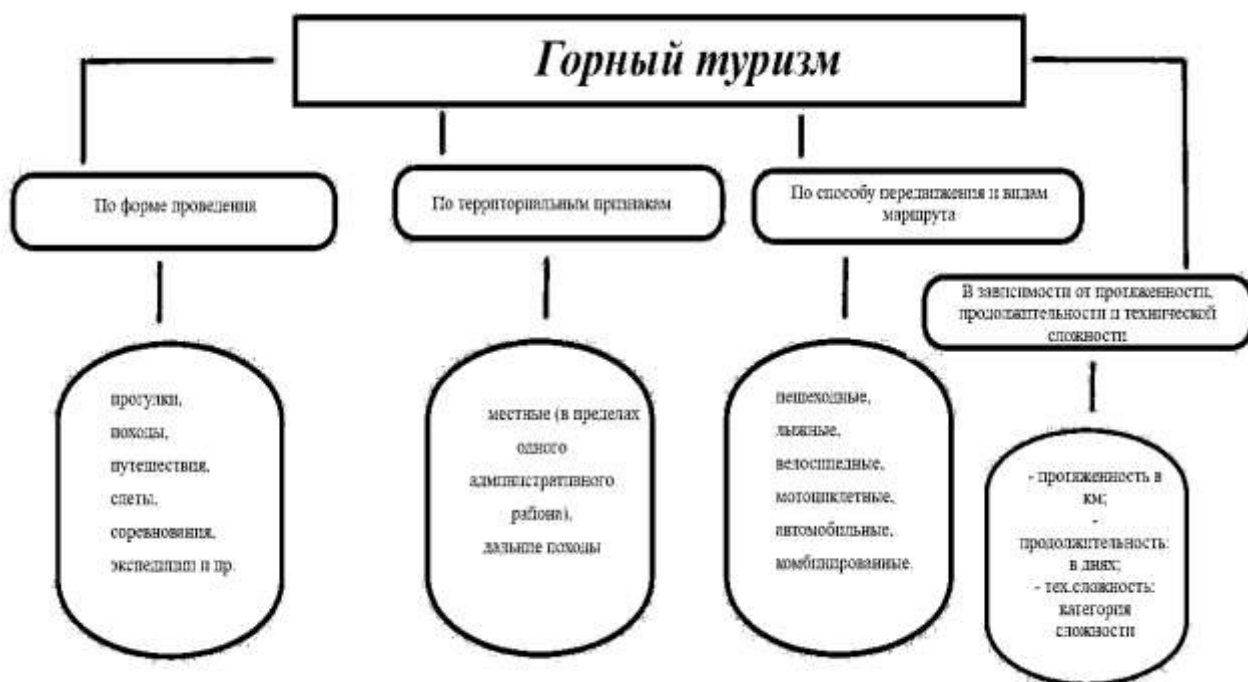 Горный туризм
По форме проведения
По территориальным признакам
По способу передвижения и видам
маршрута
В зависимости от протяженности,
продолжительности и технической
сложности
прогулки,
походы,
путешествия,
слеты,
соревнования,
экспедиции и пр.
местные (в пределах
одного
административного
района),
дальние походы
пешеходные,
лыжные,
велосипедные,
мотоциклетные,
автомобильные,
комбинированные.
- протяженность в
км;
-
продолжительность:
в днях;
- тех.сложность:
категория
сложности